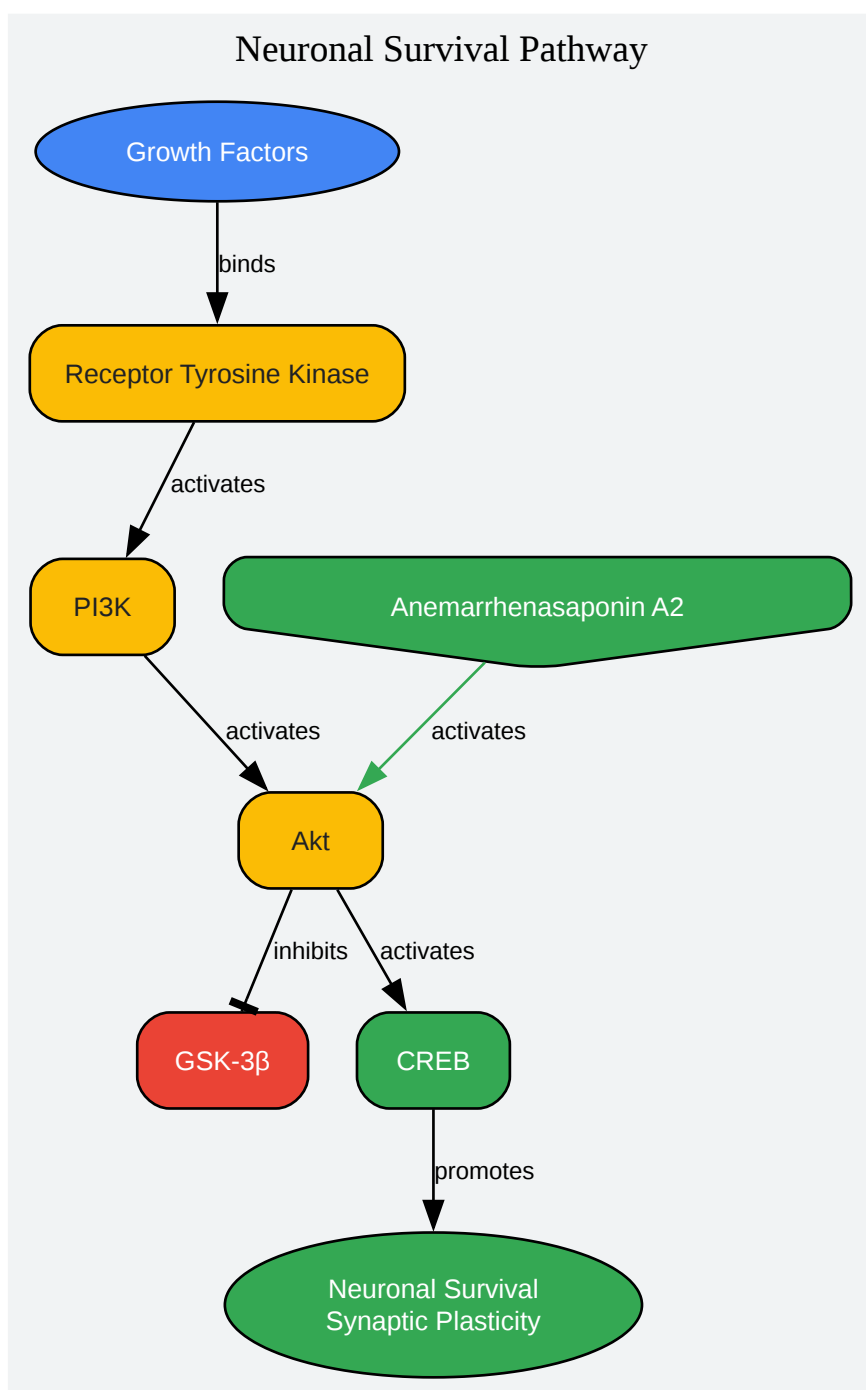 Neuronal Survival Pathway
Growth Factors
binds
Receptor Tyrosine Kinase
activates
PI3K
Anemarrhenasaponin A2
activates
activates
Akt
inhibits
activates
GSK-3β
CREB
promotes
Neuronal Survival
Synaptic Plasticity